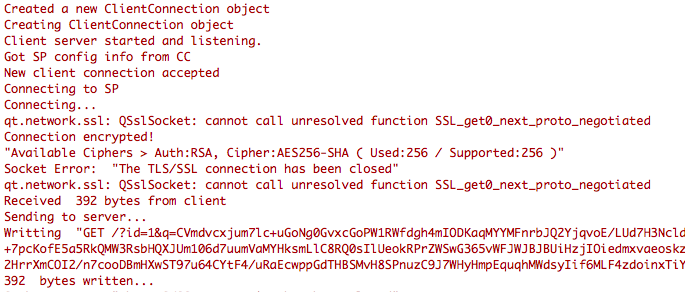 Created a new ClientConnection object
Creating ClientConnection object
Client server started and listening.
Got SP config info from CC
New client connection accepted
Connecting to SP
Connecting...
qt.network.ssl: QSslSocket: cannot call unresolved function SSL_get0_next_proto_negotiated
Connection encrypted!
"Available Ciphers > Auth:RSA, Cipher:AES256-SHA ( Used:256 / Supported:256 )"
Socket Error:  "The TLS/SSL connection has been closed"
qt.network.ssl: QSslSocket: cannot call unresolved function SSL_get0_next_proto_negotiated
Received  392 bytes from client
Sending to server...
Writting  "GET /?id=1&q=CVmdvcxjum7lc+uGoNg0GvxcGoPW1RWfdgh4mIODKaqMYYMFnrbJQ2YjqvoE/LUd7H3Ncld
+7pcKofE5a5RkQMW3RsbHQXJUm106d7uumVaMYHksmLlC8RQ0sIlUeokRPrZWSwG365vWFJWJBJBUiHzjIOiedmxvaeoskz
2HrrXmCOI2/n7cooDBmHXwST97u64CYtF4/uRaEcwppGdTHBSMvH8SPnuzC9J7WHyHmpEquqhMWdsyIif6MLF4zdoinxTiY
392  bytes written...